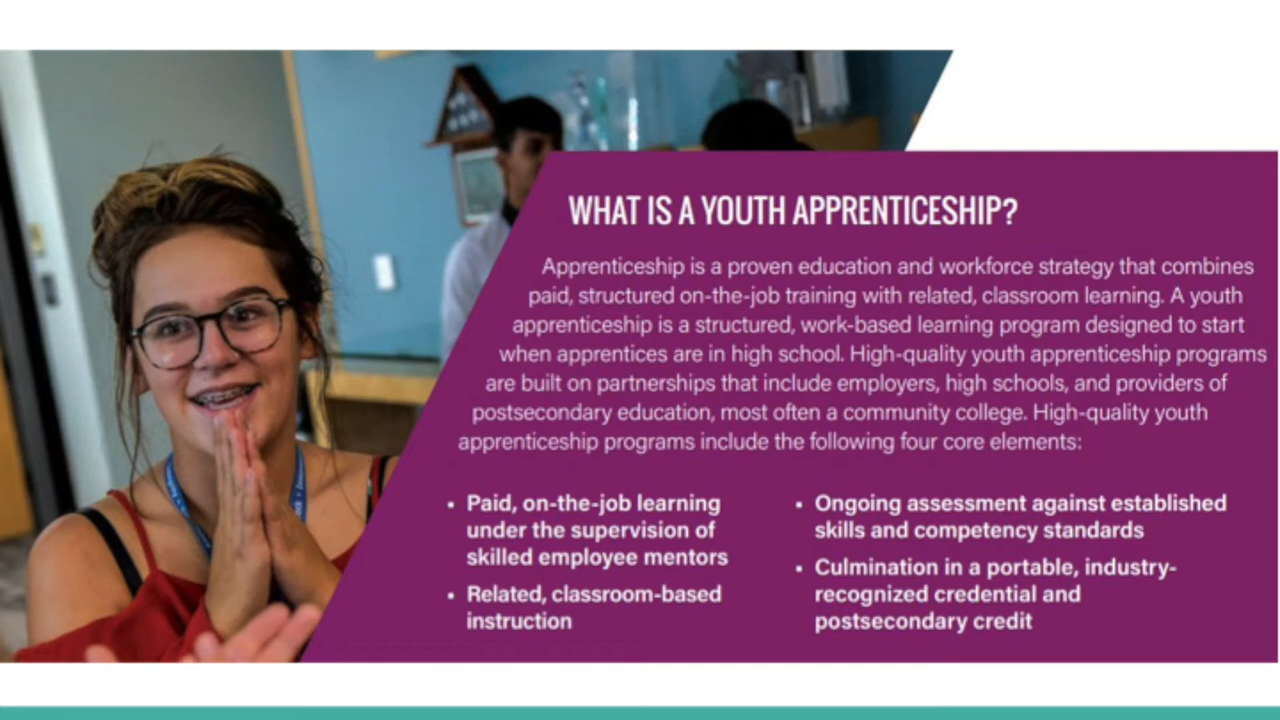 WHAT IS A YOUTH APPRENTICESHIP?
Apprenticeship is a proven education and workforce strategy that combines
paid, structured on-the-job training with related, classroom learning. A youth
apprenticeship is a structured, work-based learning program designed to start
when apprentices are in high school. High-quality youth apprenticeship programs
are built on partnerships that include employers, high schools, and providers of
postsecondary education, most often a community college. High-quality youth
apprenticeship programs include the following four core elements:
▪ Paid, on-the-job learning
under the supervision of
skilled employee mentors
▪ Related, classroom-based
instruction
▪ Ongoing assessment against established
skills and competency standards
▪ Culmination in a portable, industry-
recognized credential and
postsecondary credit